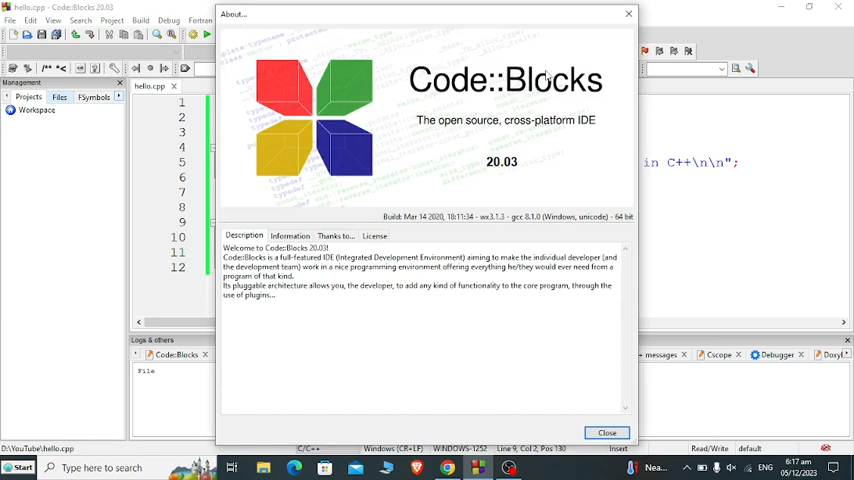 hello.cpp - Code::Blocks 20.03
File Edit View Search Project Build Debug Fortran
Management
Projects Files FSymbols
Workspace
hello.cpp
1
2
3
4
5
6
7
8
9
10
11
12
in C++\n\n";
About...
Code::Blocks
The open source, cross-platform IDE
20.03
Build: Mar 14 2020, 18:11:34 - wx3.1.3 - gcc 8.1.0 (Windows, unicode) - 64 bit
Description Information Thanks to... License
Welcome to Code::Blocks 20.03!
Code::Blocks is a full-featured IDE (Integrated Development Environment) aiming to make the individual developer (and
the development team) work in a nice programming environment offering everything he/they would ever need from a
program of that kind.
Its pluggable architecture allows you, the developer, to add any kind of functionality to the core program, through the
use of plugins...
Close
Logs & others
Code::Blocks
+ messages Cscope Debugger Doxyl
File
D:\YouTube\hello.cpp C/C++ Windows (CR+LF) WINDOWS-1252 Line 9, Col 2, Pos 130 Insert Read/Write default
Start Type here to search Nea... ENG 6:17 am
05/12/2023